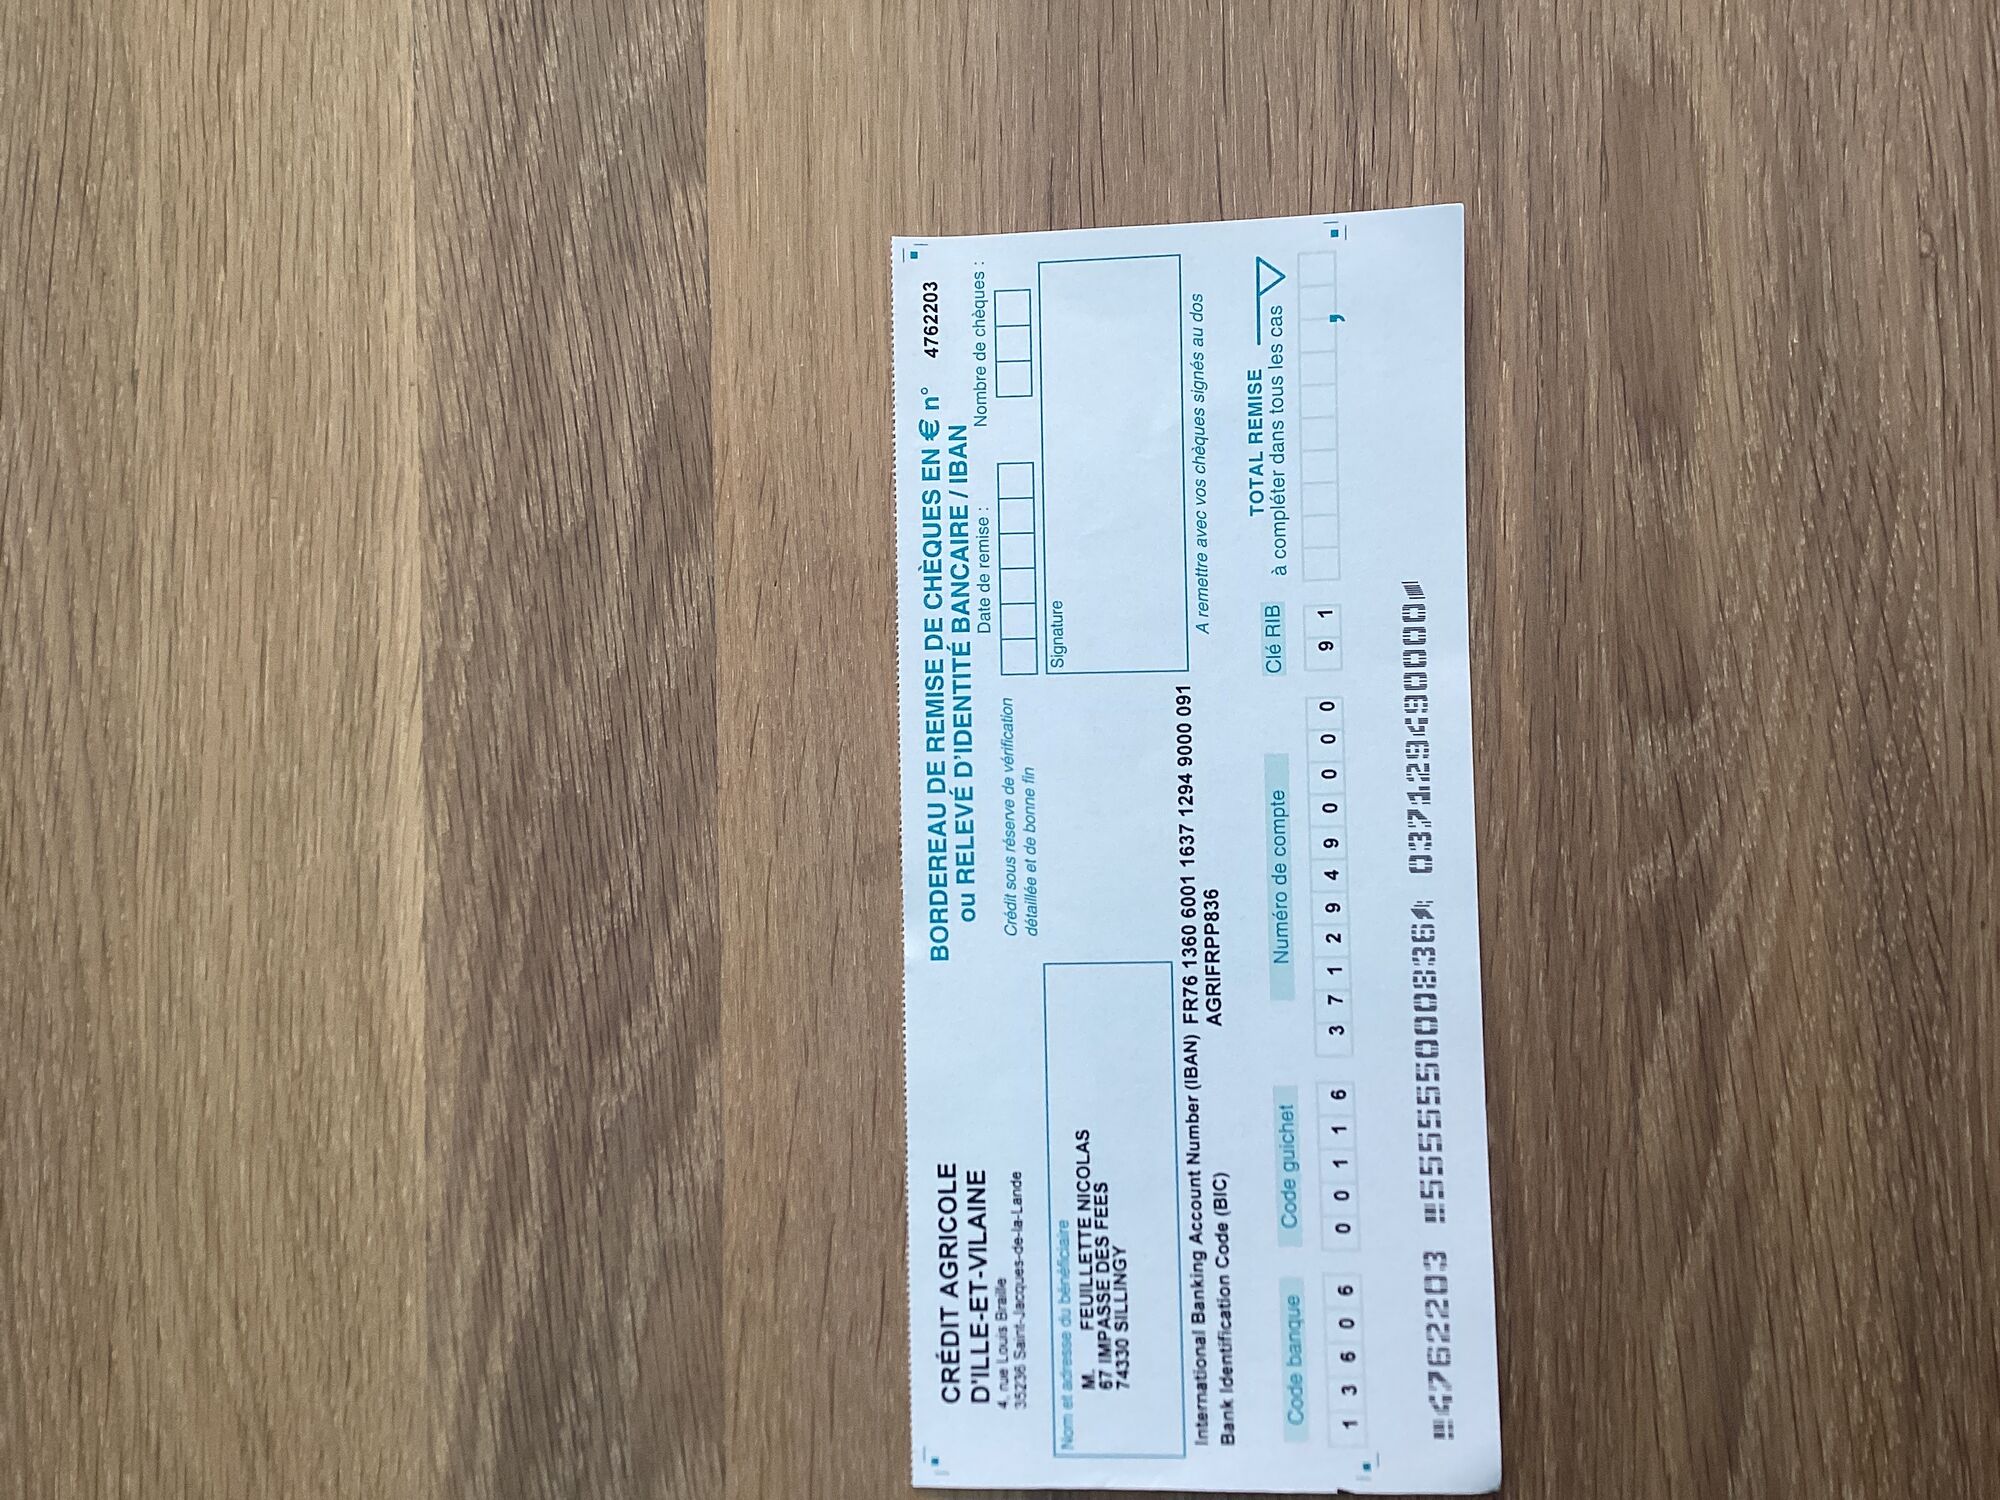 CRÉDIT AGRICOLE
D'ILLE-ET-VILAINE
4, rue Louis Braille
35236 Saint-Jacques-de-la-Lande
BORDEREAU DE REMISE DE CHÈQUES EN € n° 4762203
ou RELEVÉ D'IDENTITÉ BANCAIRE / IBAN
Crédit sous réserve de vérification
détaillée et de bonne fin
Date de remise :
Nombre de chèques :
Nom et adresse du bénéficiaire
M. FEUILLETTE NICOLAS
67 IMPASSE DES FEES
74330 SILLINGY
Signature
International Banking Account Number (IBAN) FR76 1360 6001 1637 1294 9000 091
Bank Identification Code (BIC) AGRIFRPP836
A remettre avec vos chèques signés au dos
TOTAL REMISE
à compléter dans tous les cas
Code banque Code guichet Numéro de compte Clé RIB
1 3 6 0 6 0 0 1 1 6 3 7 1 2 9 4 9 0 0 0 0 9 1 ,
4762203 555555500836 037129490000